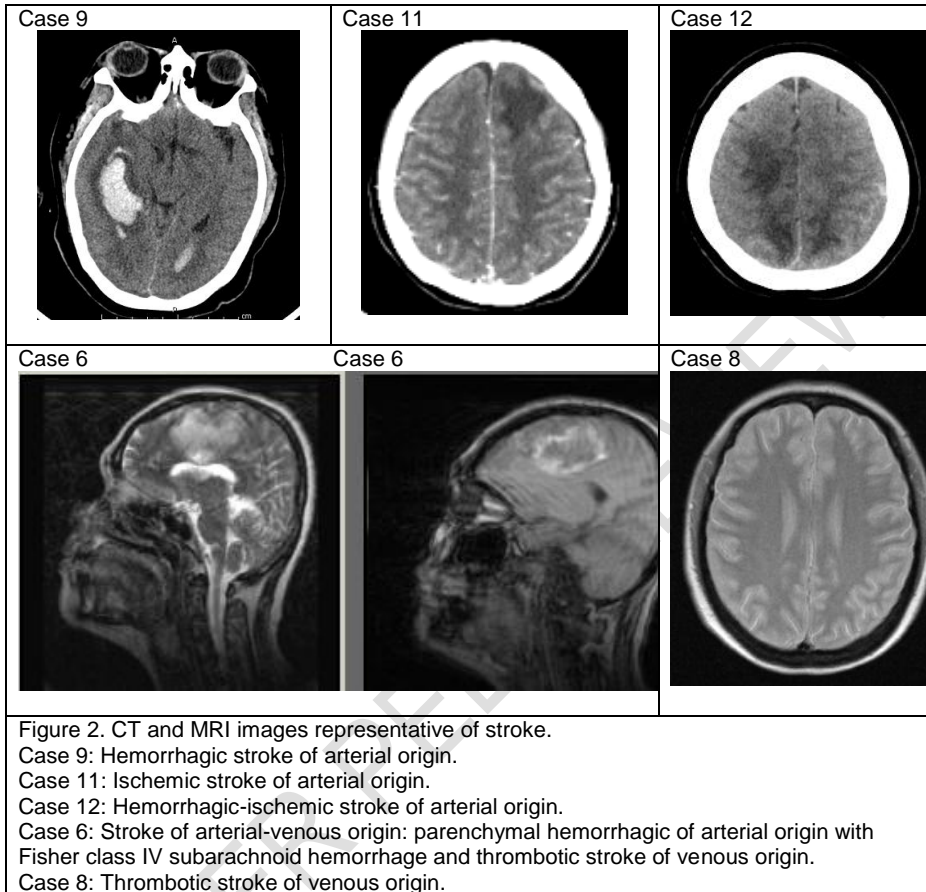 Case 9
Case 11
Case 12
A
P
cm
Case 6
Case 6
Case 8
Figure 2. CT and MRI images representative of stroke.
Case 9: Hemorrhagic stroke of arterial origin.
Case 11: Ischemic stroke of arterial origin.
Case 12: Hemorrhagic-ischemic stroke of arterial origin.
Case 6: Stroke of arterial-venous origin: parenchymal hemorrhagic of arterial origin with
Fisher class IV subarachnoid hemorrhage and thrombotic stroke of venous origin.
Case 8: Thrombotic stroke of venous origin.